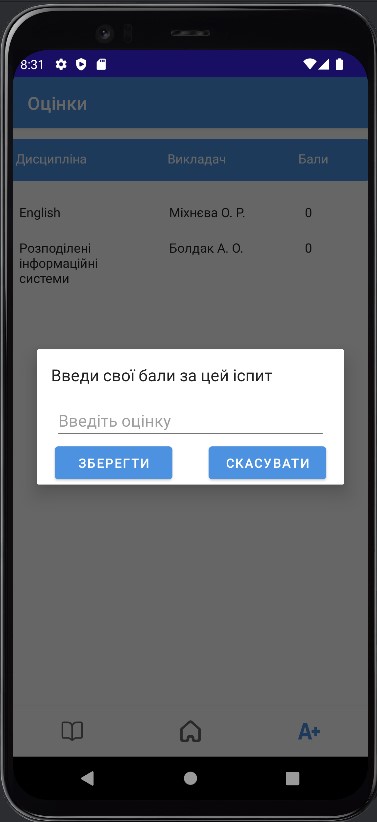 8:31
Оцінки
Дисципліна Викладач Бали
English Міхнєва О. Р. 0
Розподілені Болдак А. О. 0
інформаційні
системи
Введи свої бали за цей іспит
Введіть оцінку
ЗБЕРЕГТИ СКАСУВАТИ
A+